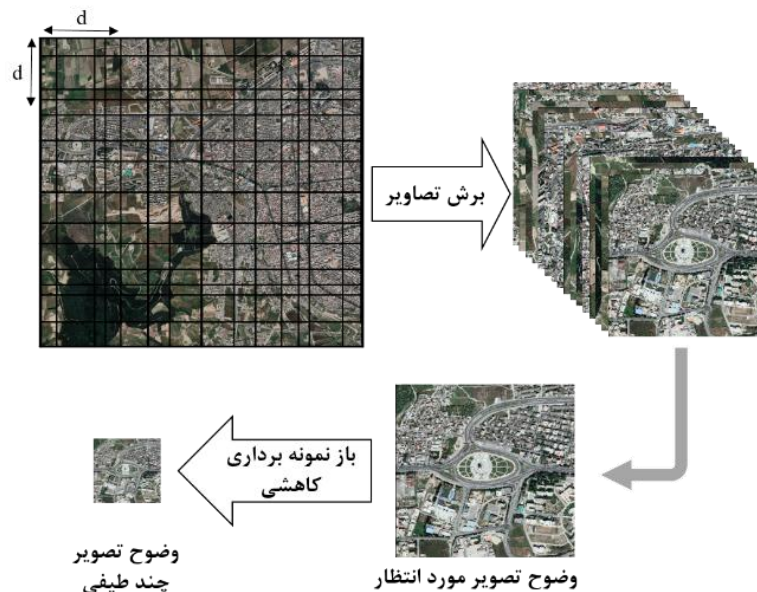 d
d
برش تصاویر
باز نمونه برداری
کاهشی
وضوح تصویر
چند طیفی
وضوح تصویر مورد انتظار